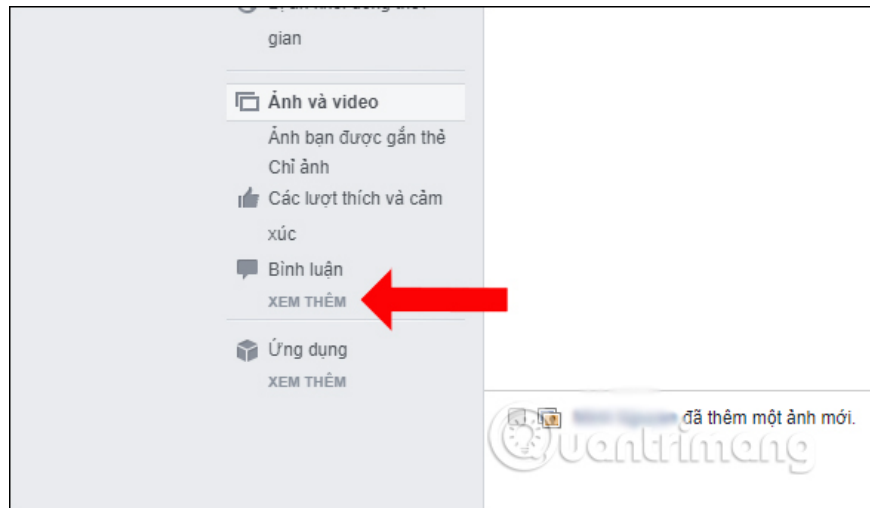 gian
Ảnh và video
Ảnh bạn được gắn thẻ
Chỉ ảnh
Các lượt thích và cảm
xúc
Bình luận
XEM THÊM
Ứng dụng
XEM THÊM
đã thêm một ảnh mới.
Quantrimang